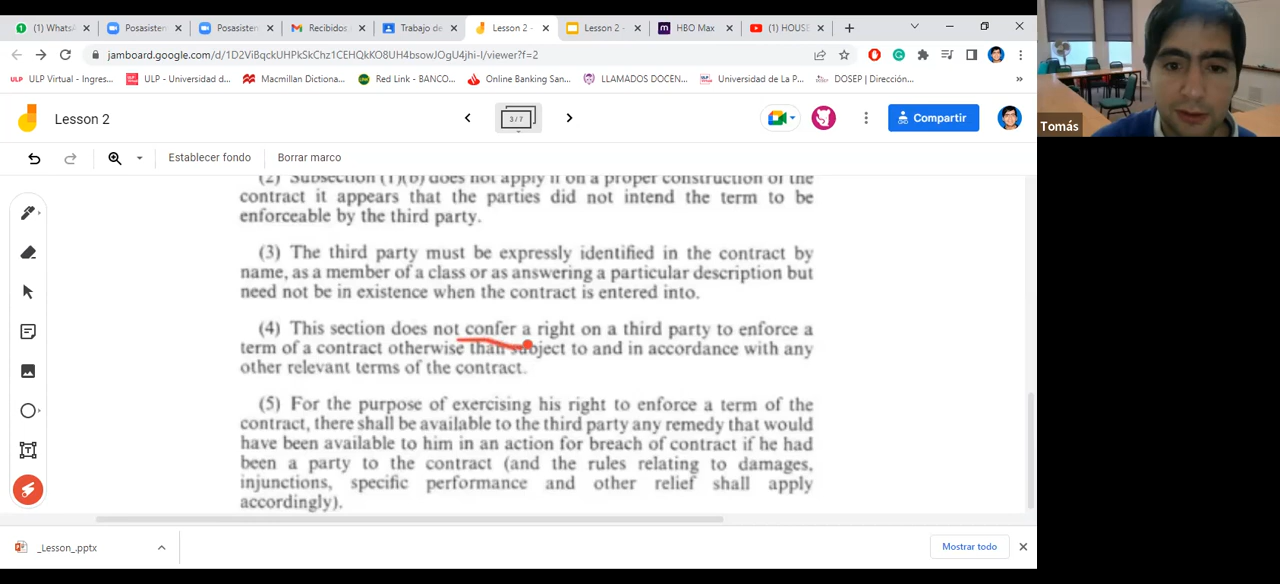 (Whats
Posasisten
Posasisten
Recibidos
Trabajo de
Lesson 2 -
Lesson 2 -
HBO Max
HOUSE
jamboard.google.com/d/
/viewer?f=2
ULP Virtual - Ingres...
ULP - Universidad d...
Macmillan Dictiona...
Red Link - BANCO...
Online Banking San...
LLAMADOS DOCEN...
Universidad de La P...
DOSEP | Dirección...
Lesson 2
3/7
Compartir
Establecer fondo
Borrar marco
(2) Subsection (1)(b) does not apply if on a proper construction of the
contract it appears that the parties did not intend the term to be
enforceable by the third party.
(3) The third party must be expressly identified in the contract by
name, as a member of a class or as answering a particular description but
need not be in existence when the contract is entered into.
(4) This section does not confer a right on a third party to enforce a
term of a contract otherwise than subject to and in accordance with any
other relevant terms of the contract.
(5) For the purpose of exercising his right to enforce a term of the
contract, there shall be available to the third party any remedy that would
have been available to him in an action for breach of contract if he had
been a party to the contract (and the rules relating to damages,
injunctions, specific performance and other relief shall apply
accordingly).
_Lesson_.pptx
Mostrar todo
Tomás